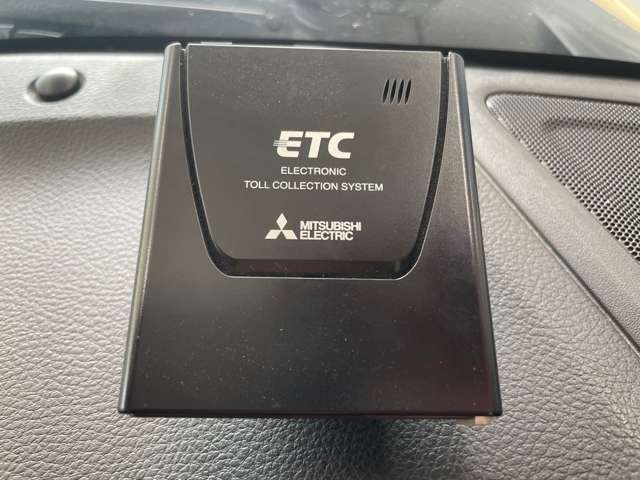 ETC
ELECTRONIC
TOLL COLLECTION SYSTEM
MITSUBISHI
ELECTRIC